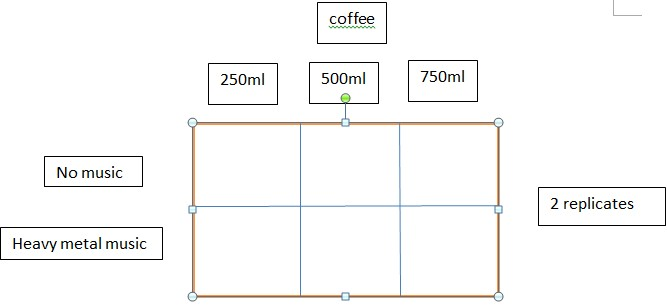 coffee
250ml
500ml
750ml
No music
2 replicates
Heavy metal music